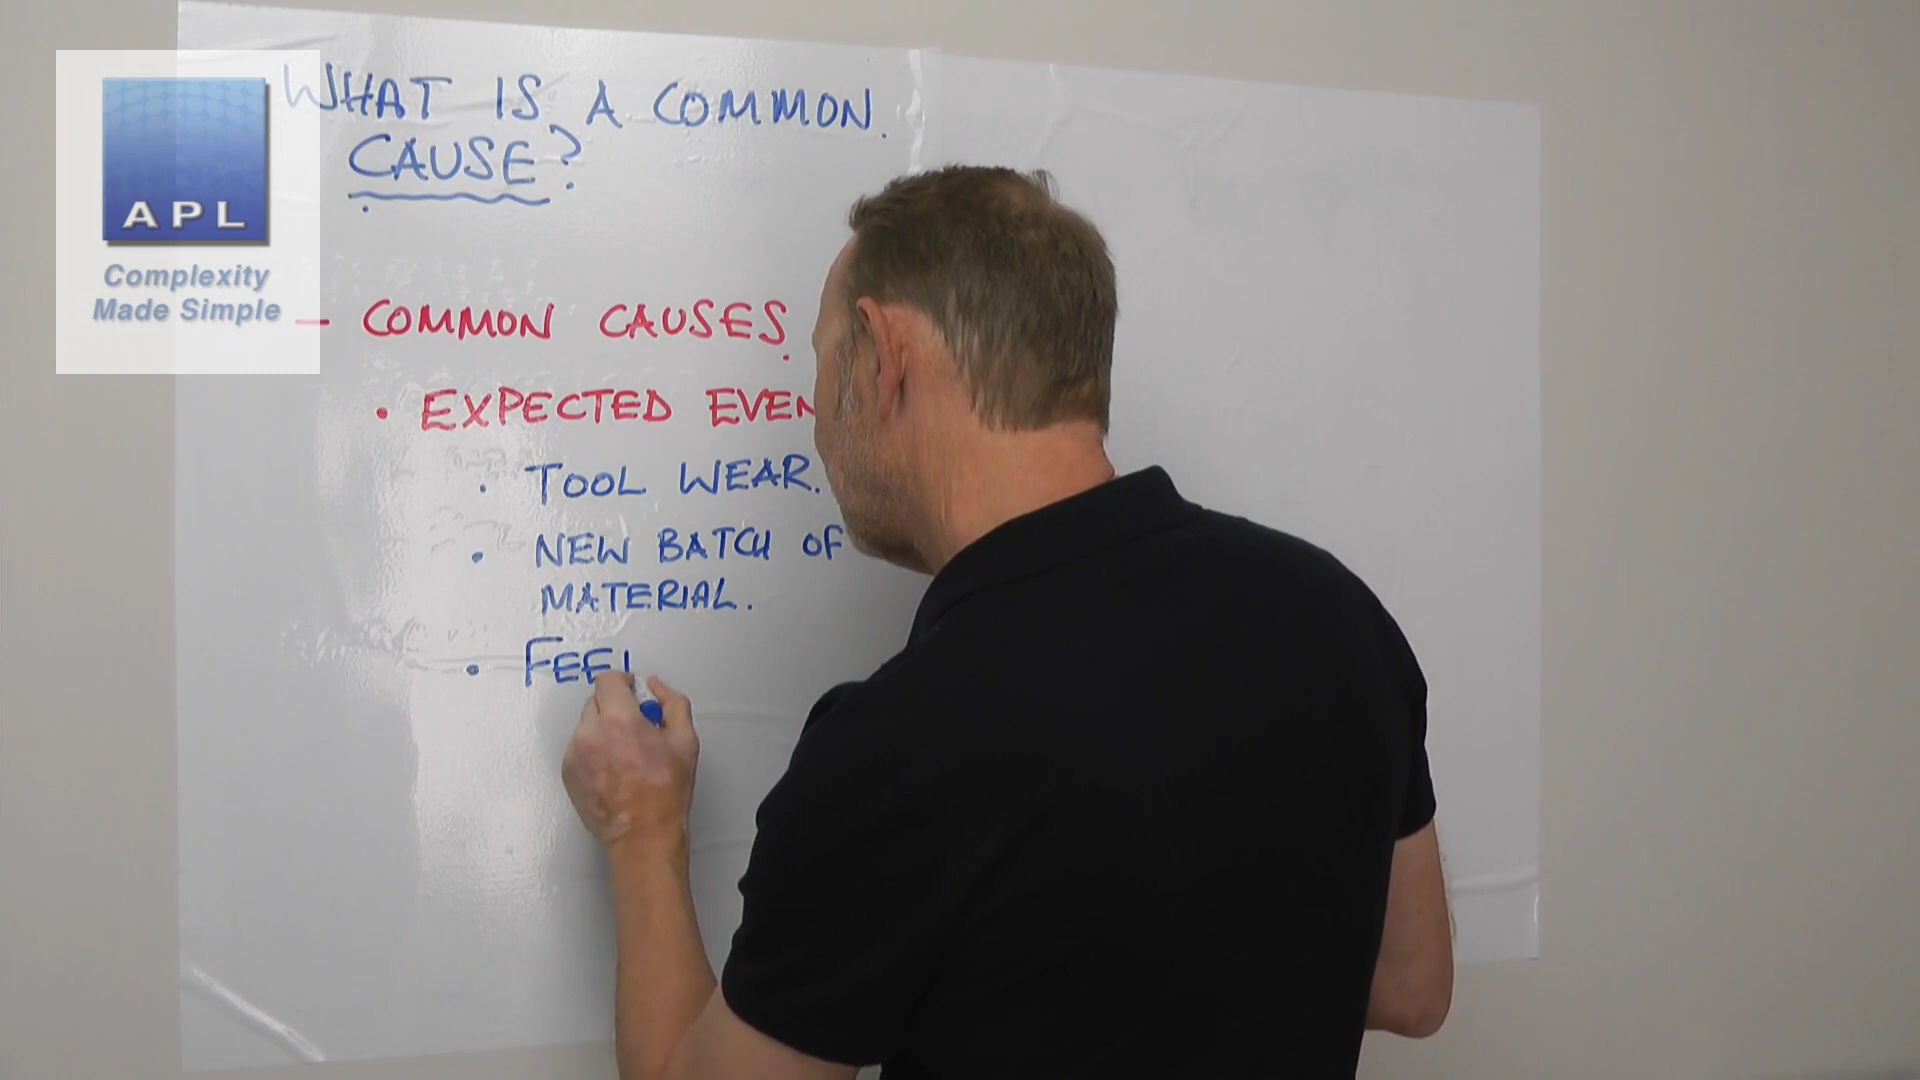 APL
Complexity
Made Simple
WHAT IS A COMMON
CAUSE?
- COMMON CAUSES.
• EXPECTED EVEN
• TOOL WEAR.
• NEW BATCH OF
MATERIAL.
• FEE